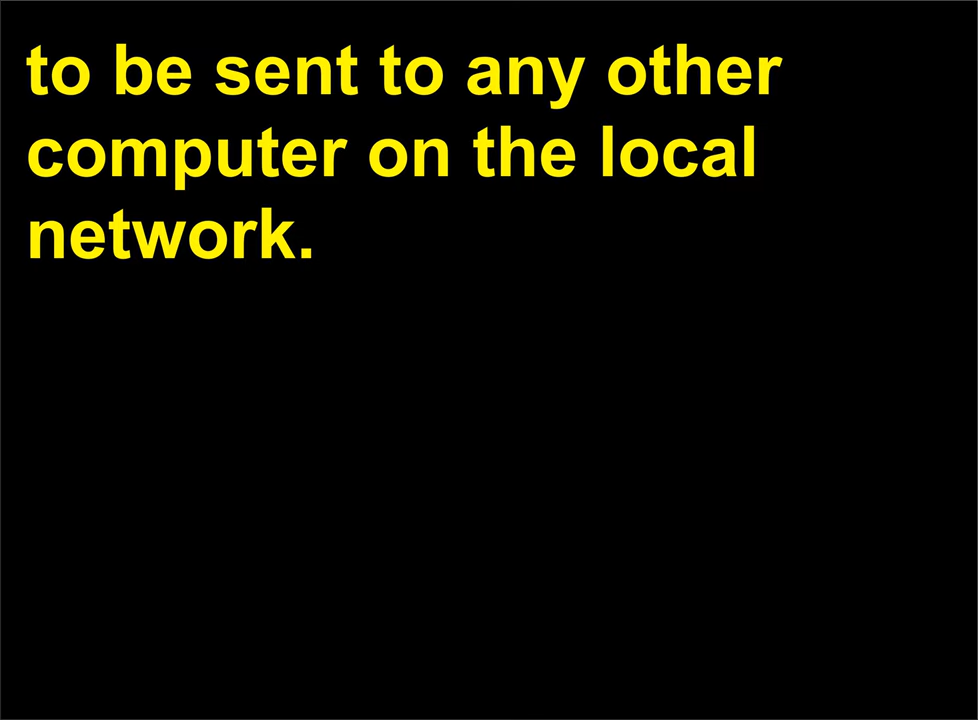 to be sent to any other
computer on the local
network.